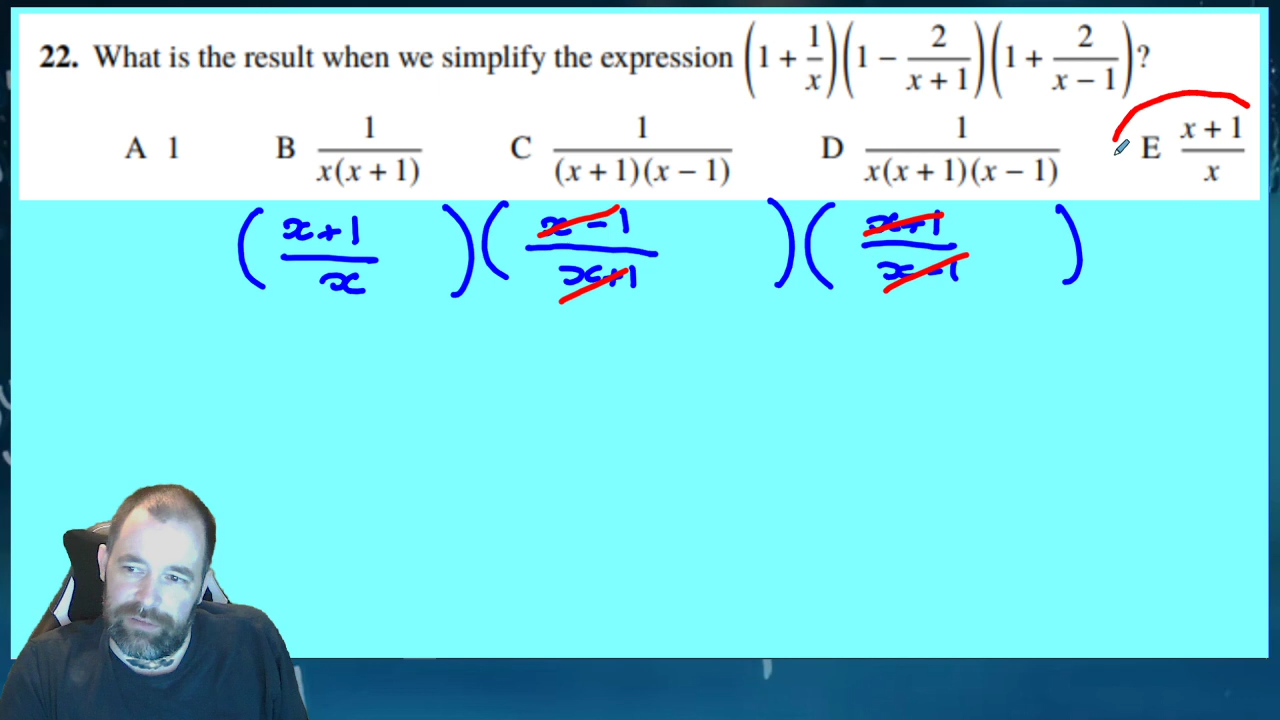 22. What is the result when we simplify the expression (1 + 1/x)(1 − 2/(x + 1))(1 + 2/(x − 1))?
A 1 B 1/(x(x + 1)) C 1/((x + 1)(x − 1)) D 1/(x(x + 1)(x − 1)) E (x + 1)/x
((x+1)/x)((x-1)/(x+1))((x+1)/(x-1))